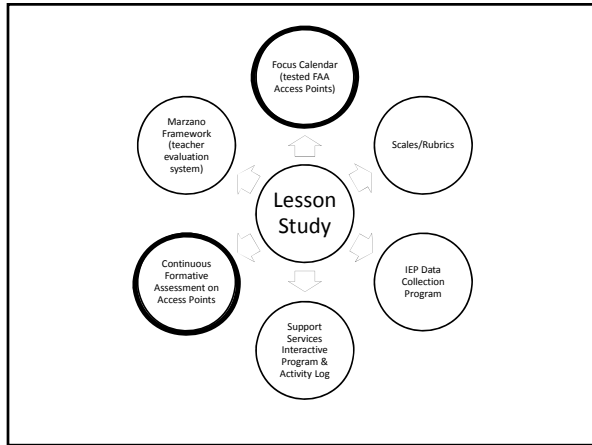 Focus Calendar
(tested FAA
Access Points)
Marzano
Framework
(teacher
evaluation
system)
Scales/Rubrics
Lesson
Study
Continuous
Formative
Assessment on
Access Points
IEP Data
Collection
Program
Support
Services
Interactive
Program &
Activity Log